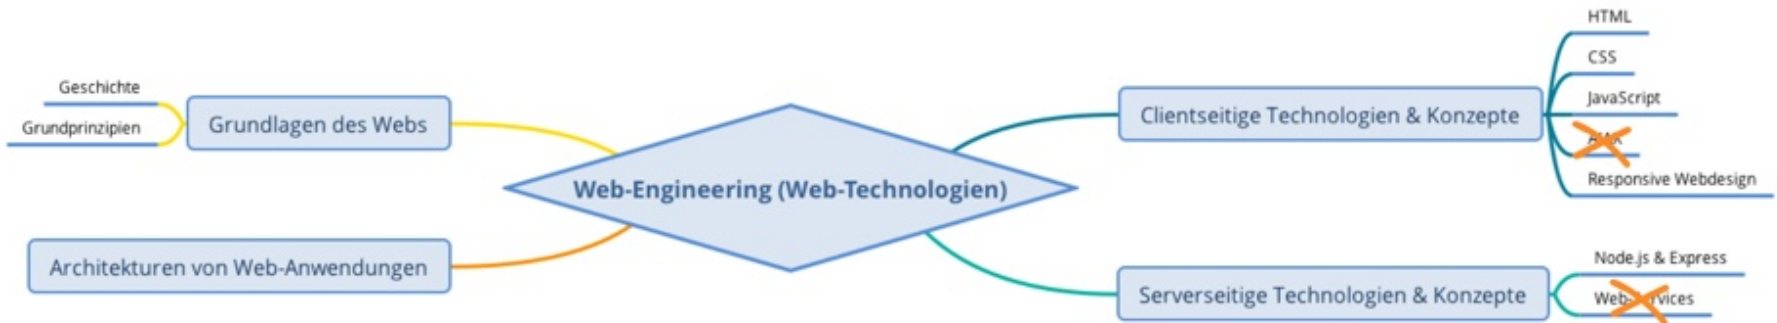 Geschichte
Grundprinzipien
Grundlagen des Webs
Architekturen von Web-Anwendungen
Web-Engineering (Web-Technologien)
Clientseitige Technologien & Konzepte
HTML
CSS
JavaScript
Responsive Webdesign
Serverseitige Technologien & Konzepte
Node.js & Express